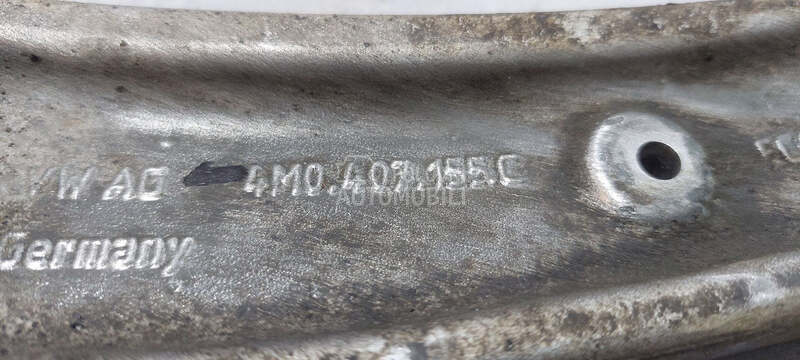 VW AG 4M0.407.155.C
AUTOMOBILI
Germany